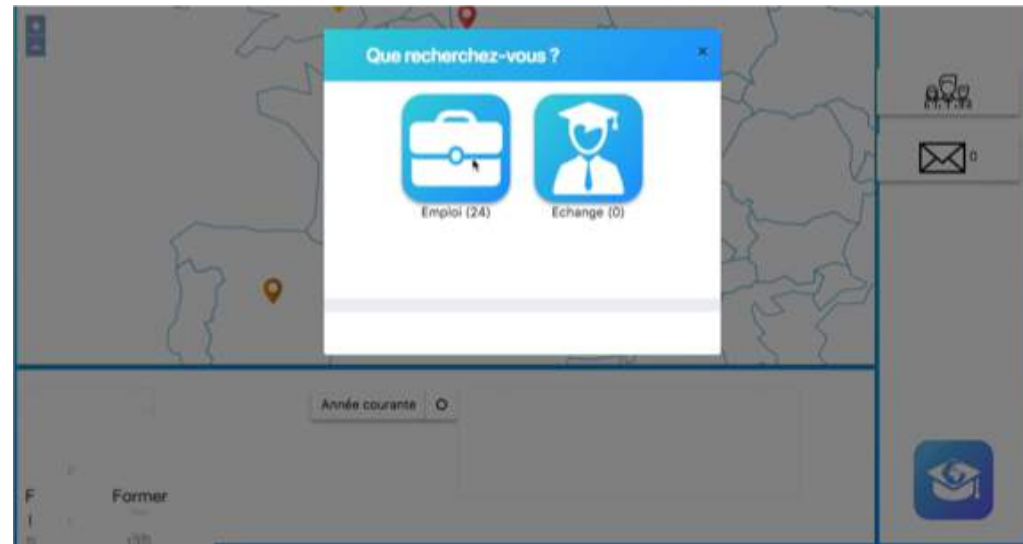 Que recherchez-vous ?
×
Emploi (24)
Echange (0)
0
Année courante
F
Former